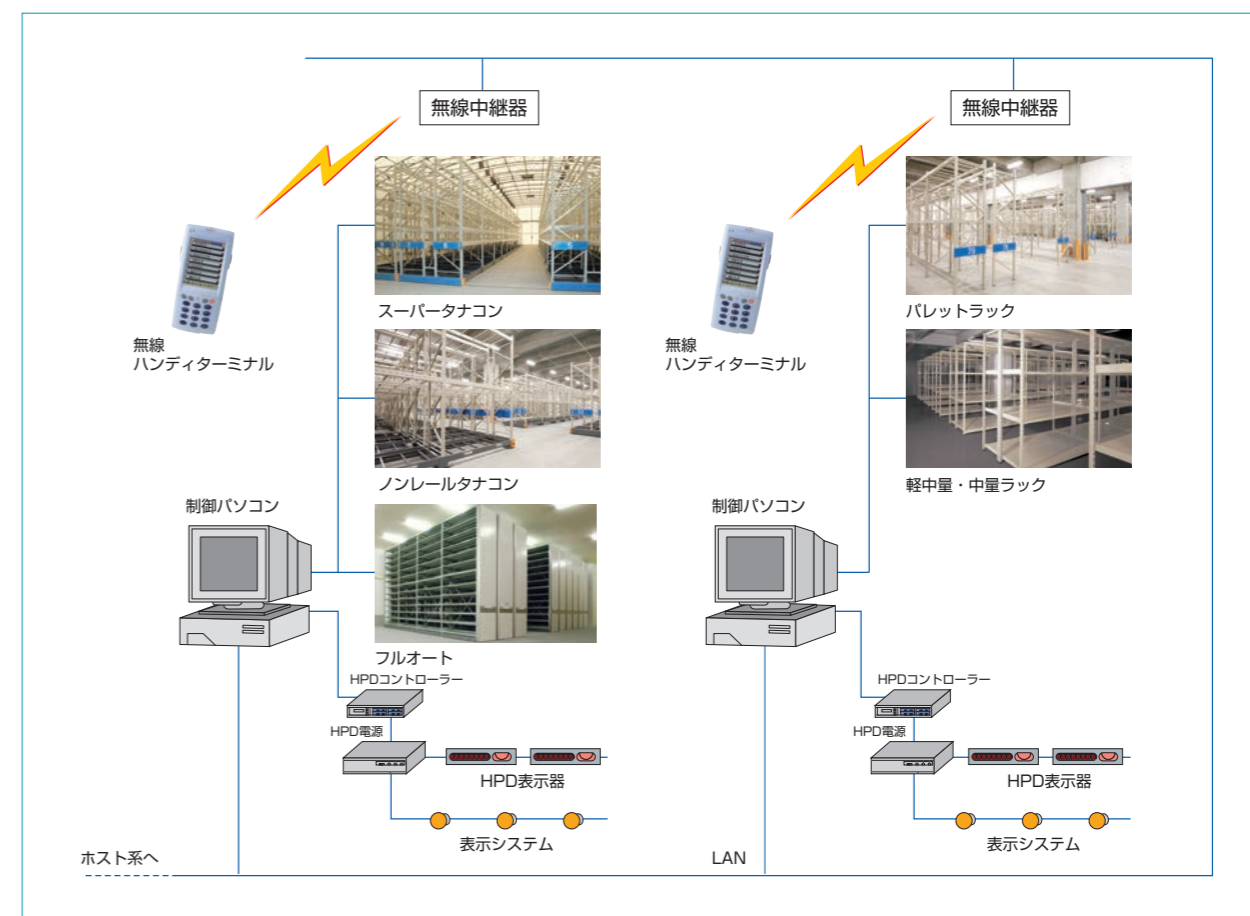 無線中継器
無線中継器
スーパータナコン
パレットラック
無線
ハンディターミナル
無線
ハンディターミナル
ノンレールタナコン
軽中量・中量ラック
制御パソコン
制御パソコン
フルオート
HPDコントローラー
HPDコントローラー
HPD電源
HPD電源
HPD表示器
HPD表示器
表示システム
表示システム
ホスト系へ
LAN